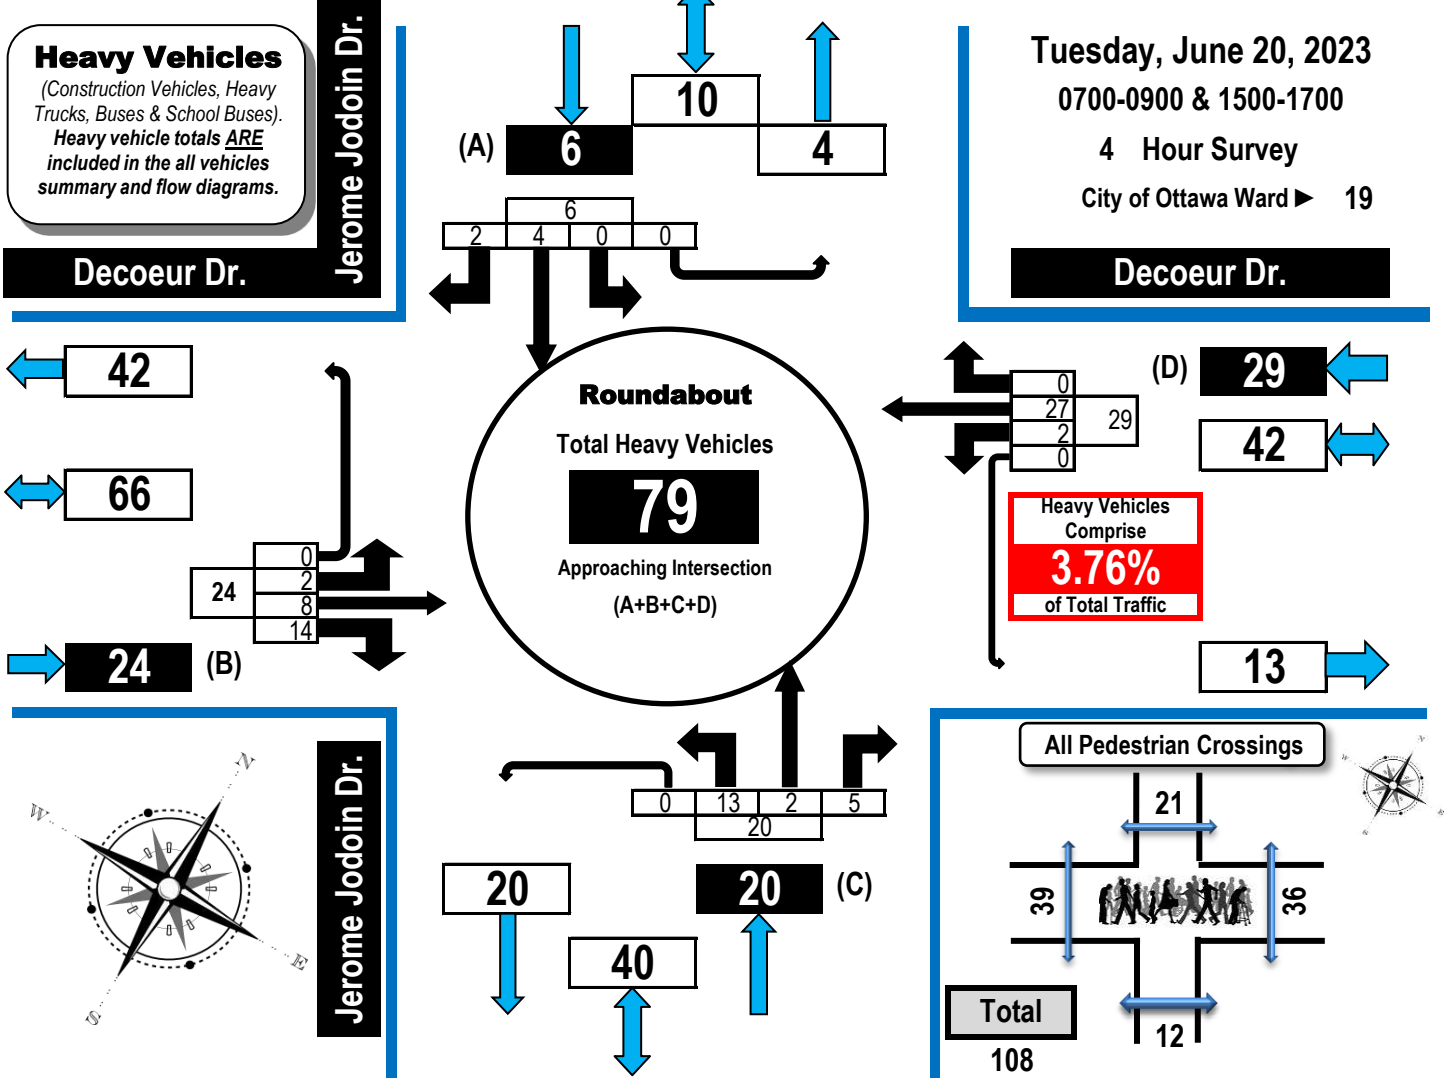 Heavy Vehicles
(Construction Vehicles, Heavy
Trucks, Buses & School Buses).
Heavy vehicle totals ARE
included in the all vehicles
summary and flow diagrams.
Jerome Jodoin Dr.
Decoeur Dr.
10
(A) 6
4
6
2 4 0 0
Tuesday, June 20, 2023
0700-0900 & 1500-1700
4 Hour Survey
City of Ottawa Ward ► 19
Decoeur Dr.
42
66
0
2
8
14
24
24 (B)
Roundabout
Total Heavy Vehicles
79
Approaching Intersection
(A+B+C+D)
0
27
2
0
29
(D) 29
42
Heavy Vehicles
Comprise
3.76%
of Total Traffic
13
N
W
E
S
Jerome Jodoin Dr.
0 13 2 5
20
20
20 (C)
40
All Pedestrian Crossings
N
W
E
S
21
39
36
12
Total
108